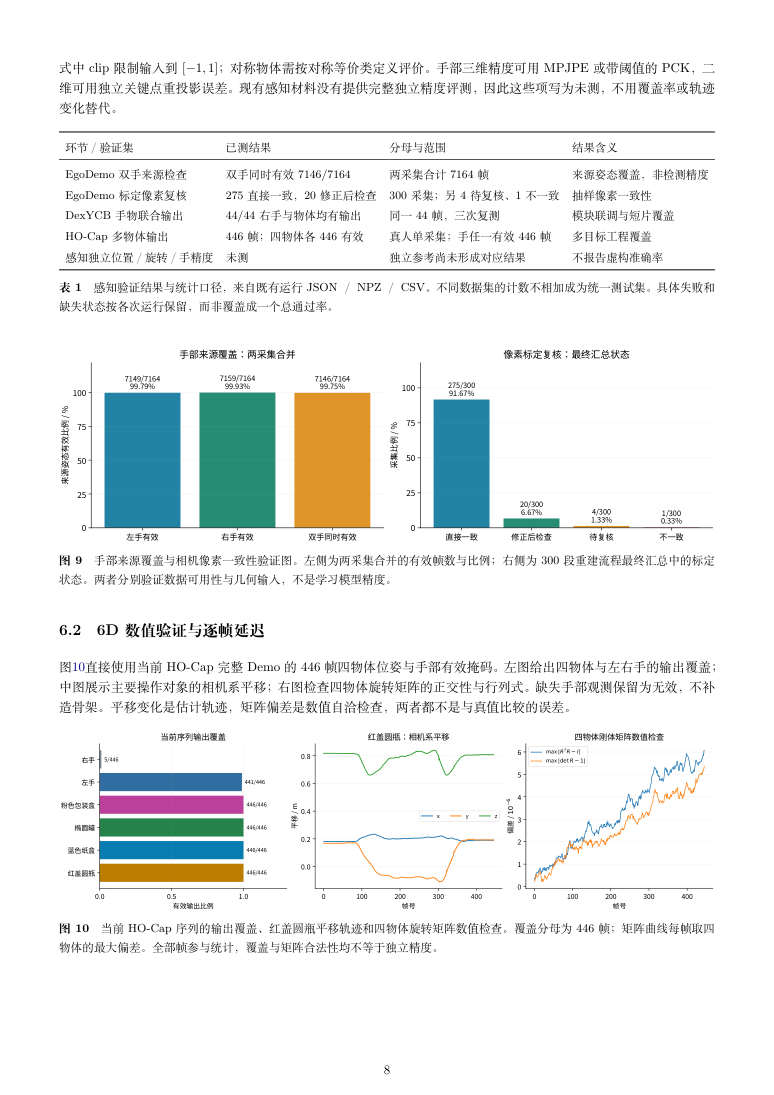 式中 clip 限制输入到 [−1, 1]；对称物体需按对称等价类定义评价。手部三维精度可用 MPJPE 或带阈值的 PCK，二
维可用独立关键点重投影误差。现有感知材料没有提供完整独立精度评测，因此这些项写为未测，不用覆盖率或轨迹
变化替代。
环节 / 验证集 已测结果 分母与范围 结果含义
EgoDemo 双手来源检查 双手同时有效 7146/7164 两采集合计 7164 帧 来源姿态覆盖，非检测精度
EgoDemo 标定像素复核 275 直接一致，20 修正后检查 300 采集；另 4 待复核、1 不一致 抽样像素一致性
DexYCB 手物联合输出 44/44 右手与物体均有输出 同一 44 帧，三次复测 模块联调与短片覆盖
HO-Cap 多物体输出 446 帧；四物体各 446 有效 真人单采集；手任一有效 446 帧 多目标工程覆盖
感知独立位置 / 旋转 / 手精度 未测 独立参考尚未形成对应结果 不报告虚构准确率
表 1 感知验证结果与统计口径，来自既有运行 JSON / NPZ / CSV。不同数据集的计数不相加成为统一测试集。具体失败和
缺失状态按各次运行保留，而非覆盖成一个总通过率。
手部来源覆盖：两采集合并
来源姿态有效比例 / %
100
75
50
25
0
7149/7164
99.79%
7159/7164
99.93%
7146/7164
99.75%
左手有效 右手有效 双手同时有效
像素标定复核：最终汇总状态
采集比例 / %
100
75
50
25
0
275/300
91.67%
20/300
6.67%
4/300
1.33%
1/300
0.33%
直接一致 修正后检查 待复核 不一致
图 9 手部来源覆盖与相机像素一致性验证图。左侧为两采集合并的有效帧数与比例；右侧为 300 段重建流程最终汇总中的标定
状态。两者分别验证数据可用性与几何输入，不是学习模型精度。
6.2 6D 数值验证与逐帧延迟
图10直接使用当前 HO-Cap 完整 Demo 的 446 帧四物体位姿与手部有效掩码。左图给出四物体与左右手的输出覆盖；
中图展示主要操作对象的相机系平移；右图检查四物体旋转矩阵的正交性与行列式。缺失手部观测保留为无效，不补
造骨架。平移变化是估计轨迹，矩阵偏差是数值自洽检查，两者都不是与真值比较的误差。
当前序列输出覆盖
右手 5/446
左手 441/446
粉色包装盒 446/446
椭圆罐 446/446
蓝色纸盒 446/446
红盖圆瓶 446/446
0.0 0.5 1.0
有效输出比例
红盖圆瓶：相机系平移
平移 / m
0.8
0.6
0.4
0.2
0.0
x y z
0 100 200 300 400
帧号
四物体刚体矩阵数值检查
偏差 / 10⁻⁶
max|RᵀR − I|
max|det R − 1|
6
5
4
3
2
1
0
0 100 200 300 400
帧号
图 10 当前 HO-Cap 序列的输出覆盖、红盖圆瓶平移轨迹和四物体旋转矩阵数值检查。覆盖分母为 446 帧；矩阵曲线每帧取四
物体的最大偏差。全部帧参与统计，覆盖与矩阵合法性均不等于独立精度。
8